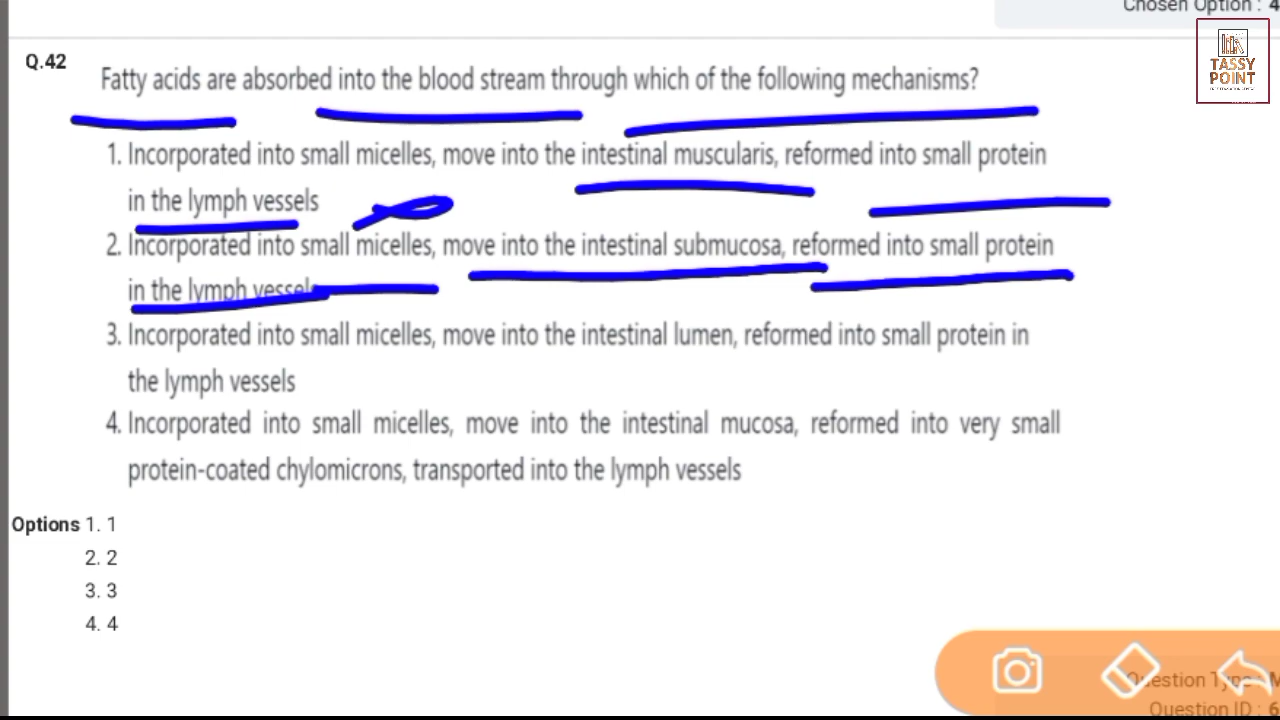 Chosen Option : 4
TASSY
POINT
Q.42
Fatty acids are absorbed into the blood stream through which of the following mechanisms?
1. Incorporated into small micelles, move into the intestinal muscularis, reformed into small protein
in the lymph vessels
2. Incorporated into small micelles, move into the intestinal submucosa, reformed into small protein
in the lymph vessels
3. Incorporated into small micelles, move into the intestinal lumen, reformed into small protein in
the lymph vessels
4. Incorporated into small micelles, move into the intestinal mucosa, reformed into very small
protein-coated chylomicrons, transported into the lymph vessels
Options 1. 1
2. 2
3. 3
4. 4
Question Type : M
Question ID : 6